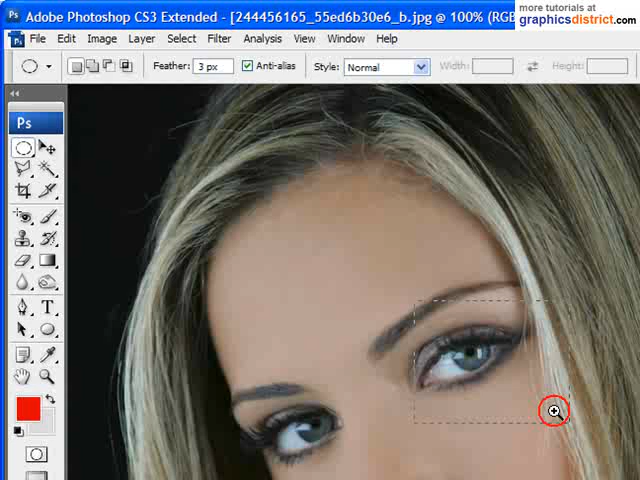 more tutorials at
graphicsdistrict.com
Adobe Photoshop CS3 Extended - [244456165_55ed6b30e6_b.jpg @ 100% (RGB
Ps File Edit Image Layer Select Filter Analysis View Window Help
Feather: 3 px Anti-alias Style: Normal Width: Height:
Ps
T